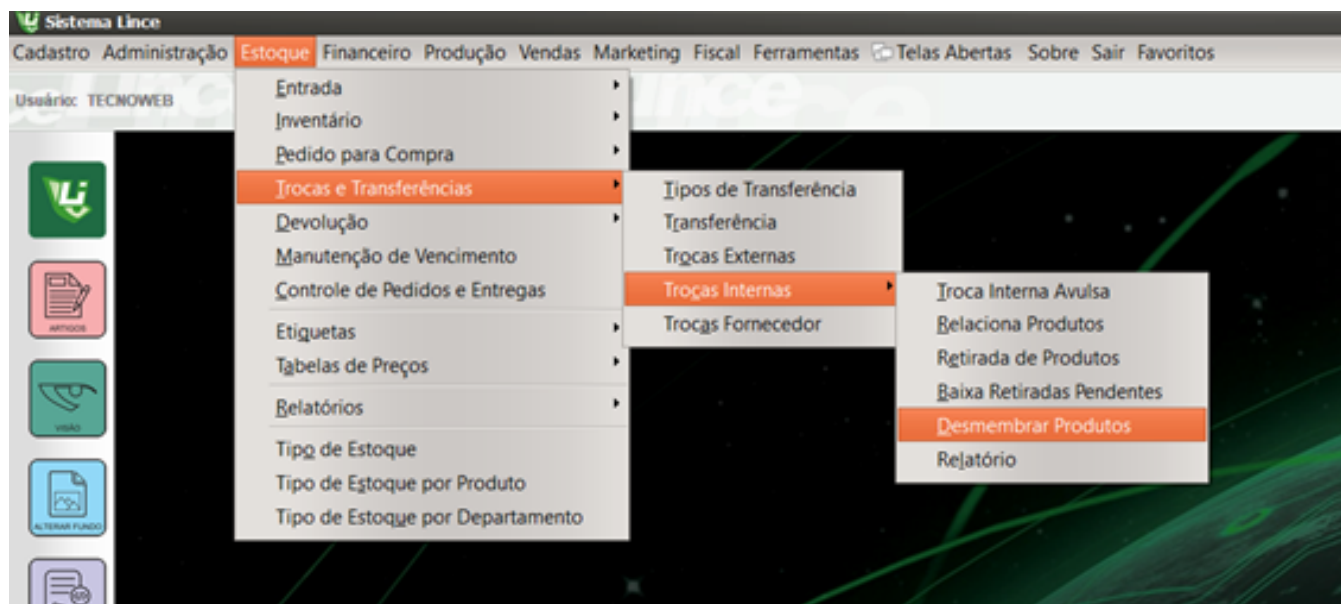 Sistema Lince
Cadastro Administração Estoque Financeiro Produção Vendas Marketing Fiscal Ferramentas Telas Abertas Sobre Sair Favoritos
Usuário: TECNOWEB
Entrada
Inventário
Pedido para Compra
Trocas e Transferências
Devolução
Manutenção de Vencimento
Controle de Pedidos e Entregas
Etiquetas
Tabelas de Preços
Relatórios
Tipo de Estoque
Tipo de Estoque por Produto
Tipo de Estoque por Departamento
Tipos de Transferência
Transferência
Trocas Externas
Trocas Internas
Trocas Fornecedor
Troca Interna Avulsa
Relaciona Produtos
Retirada de Produtos
Baixa Retiradas Pendentes
Desmembrar Produtos
Relatório
ARTIGOS
VISÃO
ALTERAR FUNDO